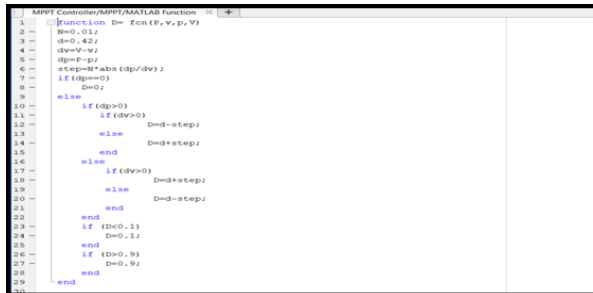 MPPT Controller/MPPT/MATLAB Function × +
1 function D= fcn(P,v,p,V)
2 - N=0.01;
3 - d=0.42;
4 - dv=V-v;
5 - dp=P-p;
6 - step=N*abs(dp/dv);
7 - if(dp==0)
8 - D=0;
9 else
10 - if(dp>0)
11 - if(dv>0)
12 - D=d-step;
13 else
14 - D=d+step;
15 end
16 else
17 - if(dv>0)
18 - D=d+step;
19 else
20 - D=d-step;
21 end
22 end
23 - if (D<0.1)
24 - D=0.1;
25 end
26 - if (D>0.9)
27 - D=0.9;
28 end
29 end
30